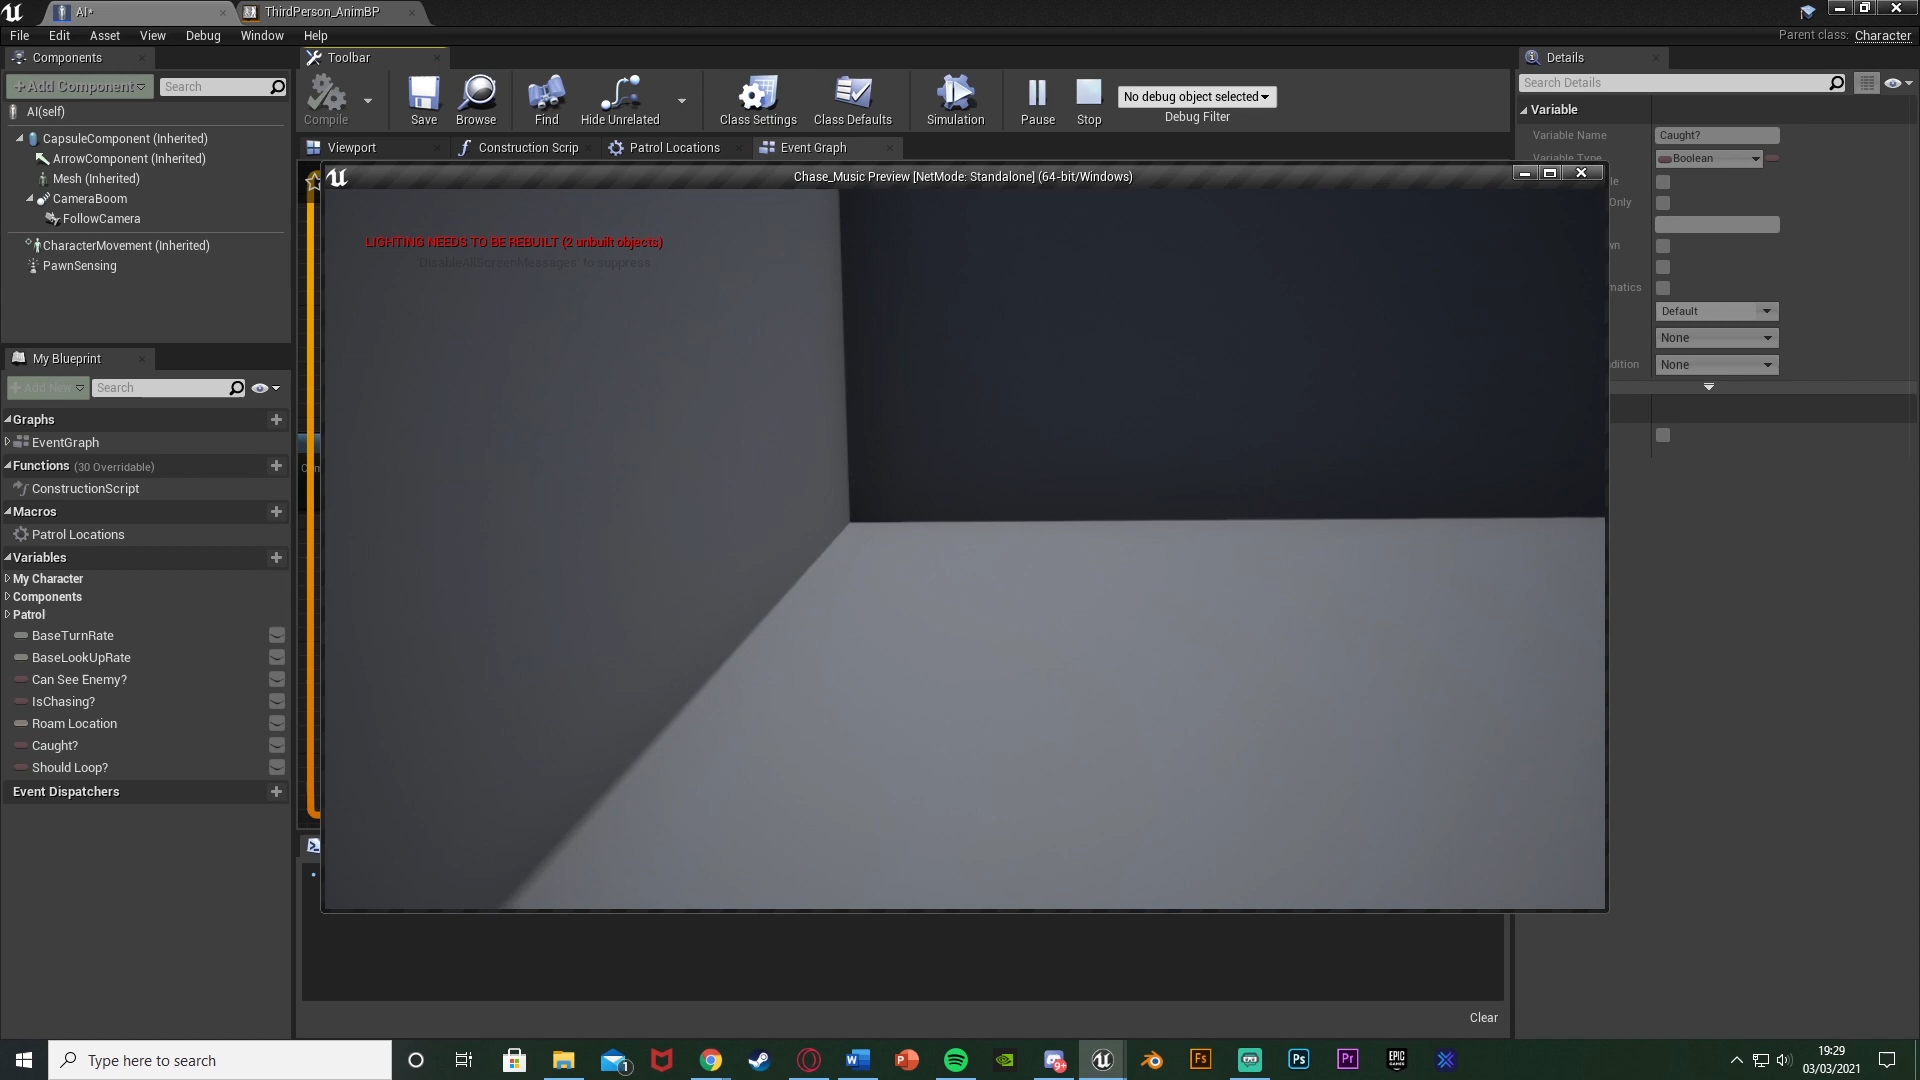 AI*
ThirdPerson_AnimBP
File Edit Asset View Debug Window Help
Parent class: Character
Components
Add Component
Search
AI(self)
CapsuleComponent (Inherited)
ArrowComponent (Inherited)
Mesh (Inherited)
CameraBoom
FollowCamera
CharacterMovement (Inherited)
PawnSensing
My Blueprint
Add New
Search
Graphs
EventGraph
Functions (30 Overridable)
ConstructionScript
Macros
Patrol Locations
Variables
My Character
Components
Patrol
BaseTurnRate
BaseLookUpRate
Can See Enemy?
IsChasing?
Roam Location
Caught?
Should Loop?
Event Dispatchers
Toolbar
Compile
Save
Browse
Find
Hide Unrelated
Class Settings
Class Defaults
Simulation
Pause
Stop
No debug object selected
Debug Filter
Viewport
Construction Scrip
Patrol Locations
Event Graph
Chase_Music Preview [NetMode: Standalone] (64-bit/Windows)
LIGHTING NEEDS TO BE REBUILT (2 unbuilt objects)
'DisableAllScreenMessages' to suppress
Clear
Details
Search Details
Variable
Variable Name
Caught?
Variable Type
Boolean
le
Only
wn
matics
Default
None
dition
None
Type here to search
1
9+
19:29
03/03/2021